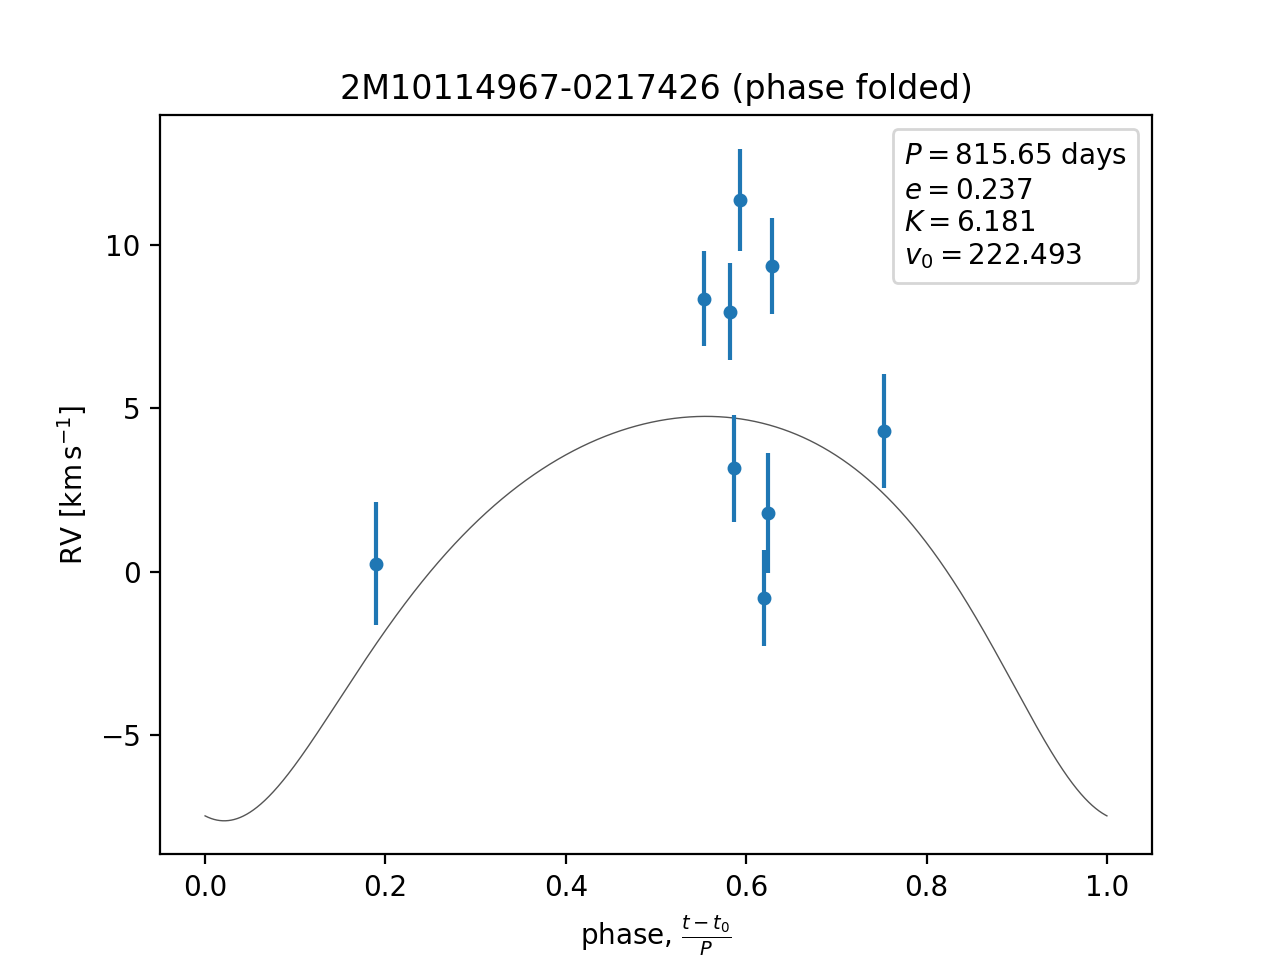 2M10114967-0217426 (phase folded)
P = 815.65 days
e = 0.237
K = 6.181
v₀ = 222.493
10
5
0
−5
RV [km s⁻¹]
0.0 0.2 0.4 0.6 0.8 1.0
phase, (t − t₀)/P